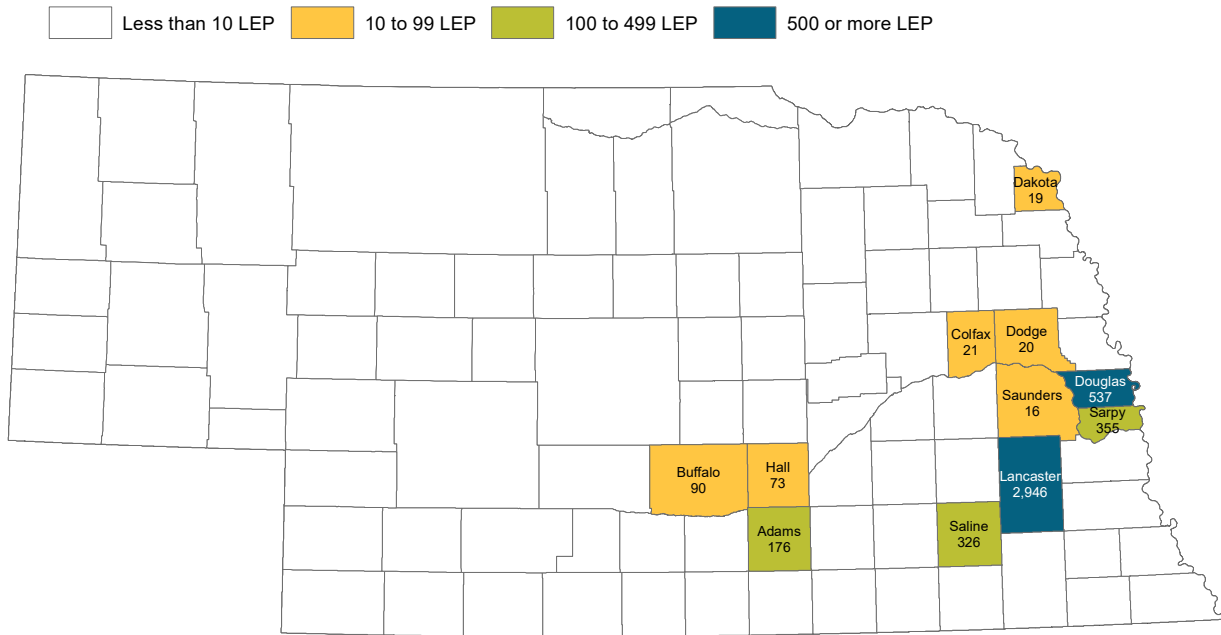 Less than 10 LEP
10 to 99 LEP
100 to 499 LEP
500 or more LEP
Dakota
19
Colfax
21
Dodge
20
Douglas
537
Saunders
16
Sarpy
355
Buffalo
90
Hall
73
Lancaster
2,946
Adams
176
Saline
326